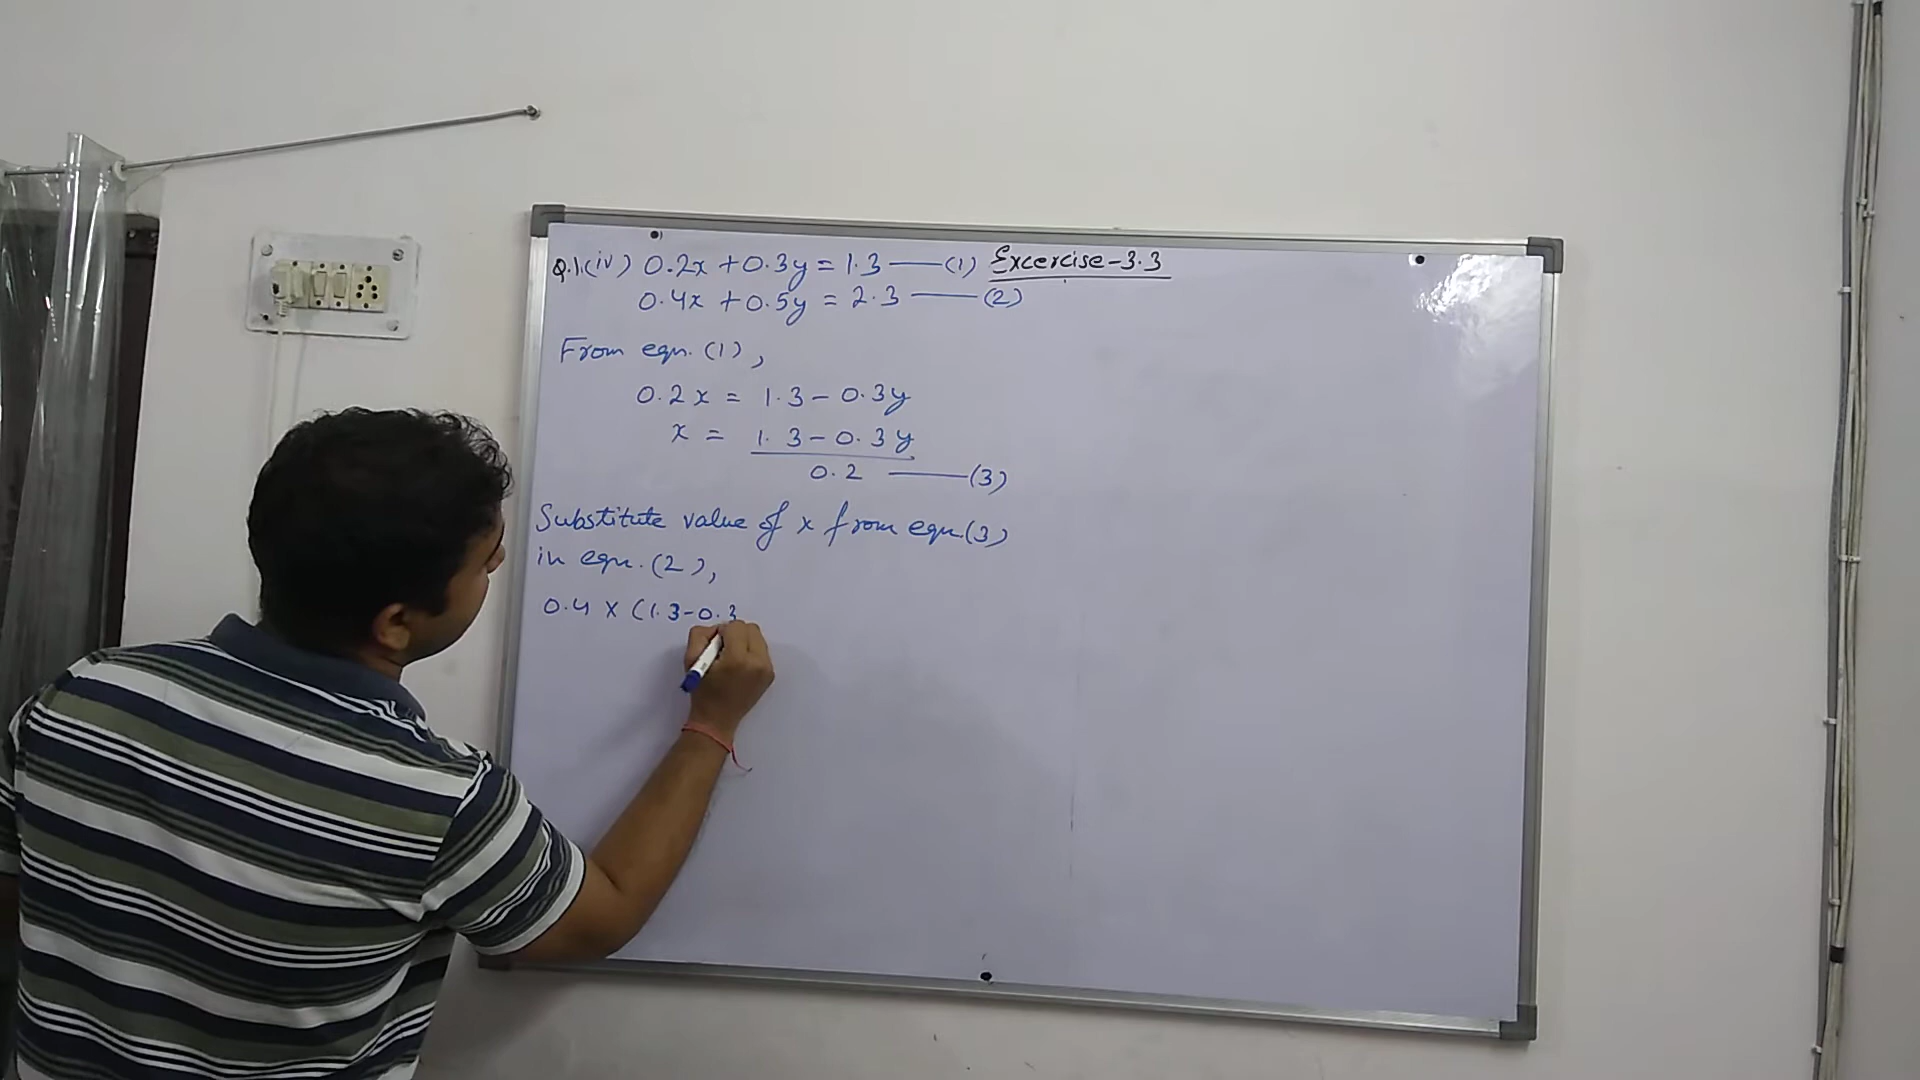 Q.1.(iv) 0.2x + 0.3y = 1.3 —— (1) Excercise-3.3
0.4x + 0.5y = 2.3 —— (2)
From eqn. (1),
0.2x = 1.3 - 0.3y
x = 1.3 - 0.3y
0.2 —— (3)
Substitute value of x from eqn.(3)
in eqn. (2),
0.4 x (1.3-0.3